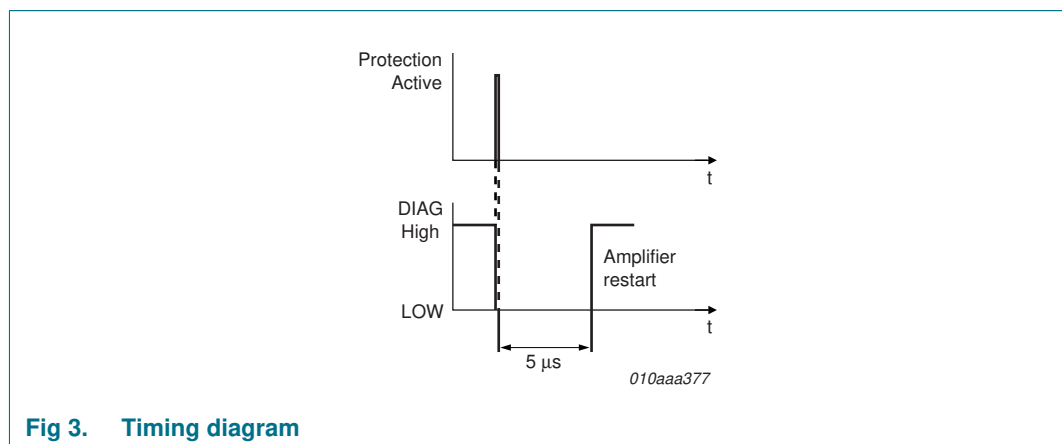 Protection
Active
t
DIAG
High
Amplifier
restart
LOW
t
5 μs
010aaa377
Fig 3. Timing diagram